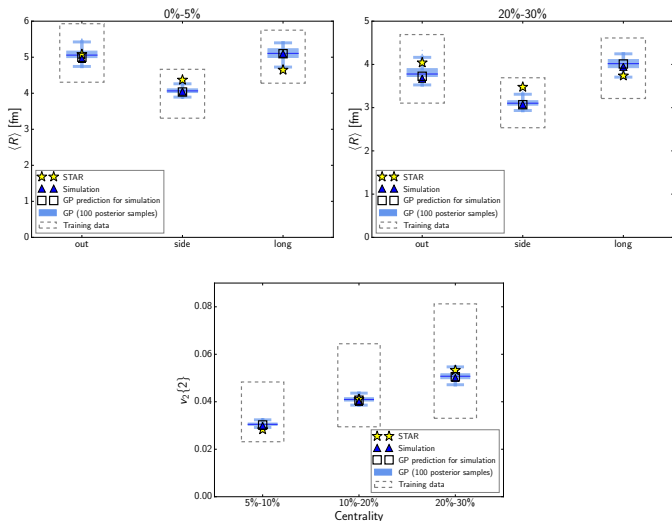 0%-5%
6
5
4
3
2
1
0
⟨R⟩ [fm]
STAR
Simulation
GP prediction for simulation
GP (100 posterior samples)
Training data
out
side
long
20%-30%
5
4
3
2
1
0
⟨R⟩ [fm]
STAR
Simulation
GP prediction for simulation
GP (100 posterior samples)
Training data
out
side
long
0.08
0.06
0.04
0.02
0.00
v₂{2}
STAR
Simulation
GP prediction for simulation
GP (100 posterior samples)
Training data
5%-10%
10%-20%
20%-30%
Centrality